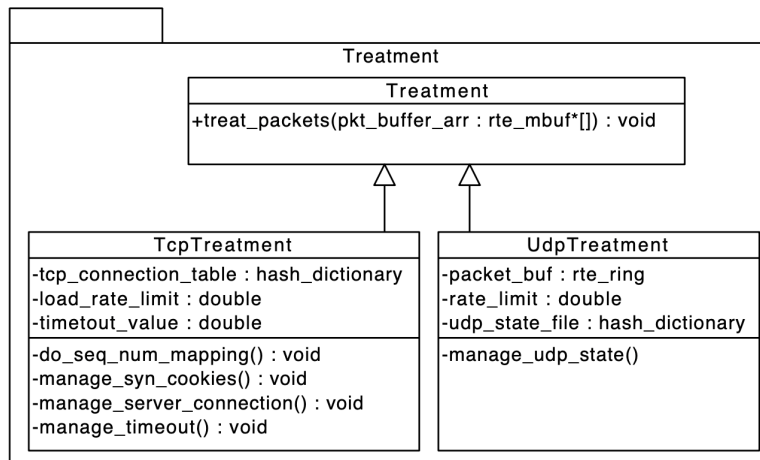 Treatment
Treatment
+treat_packets(pkt_buffer_arr : rte_mbuf*[]) : void
TcpTreatment
-tcp_connection_table : hash_dictionary
-load_rate_limit : double
-timetout_value : double
-do_seq_num_mapping() : void
-manage_syn_cookies() : void
-manage_server_connection() : void
-manage_timeout() : void
UdpTreatment
-packet_buf : rte_ring
-rate_limit : double
-udp_state_file : hash_dictionary
-manage_udp_state()